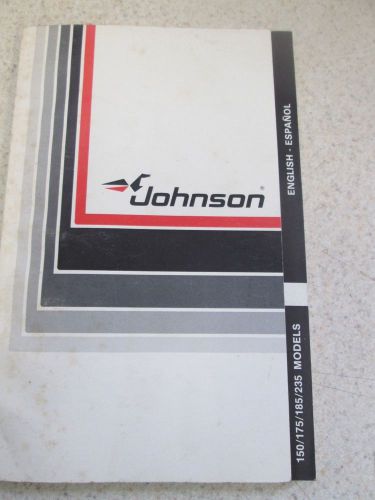 Johnson®
ENGLISH - ESPAÑOL
150/175/185/235 MODELS